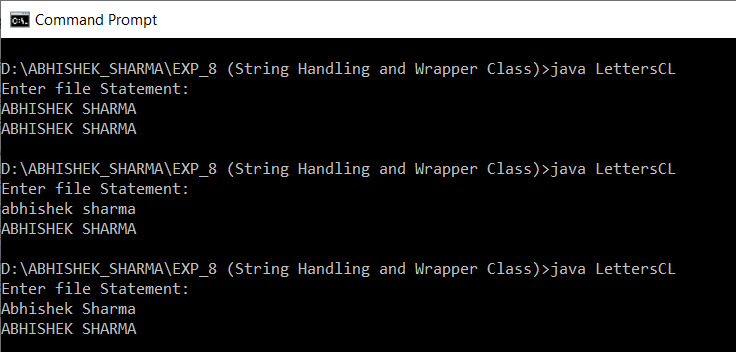 Command Prompt
D:\ABHISHEK_SHARMA\EXP_8 (String Handling and Wrapper Class)>java LettersCL
Enter file Statement:
ABHISHEK SHARMA
ABHISHEK SHARMA
D:\ABHISHEK_SHARMA\EXP_8 (String Handling and Wrapper Class)>java LettersCL
Enter file Statement:
abhishek sharma
ABHISHEK SHARMA
D:\ABHISHEK_SHARMA\EXP_8 (String Handling and Wrapper Class)>java LettersCL
Enter file Statement:
Abhishek Sharma
ABHISHEK SHARMA